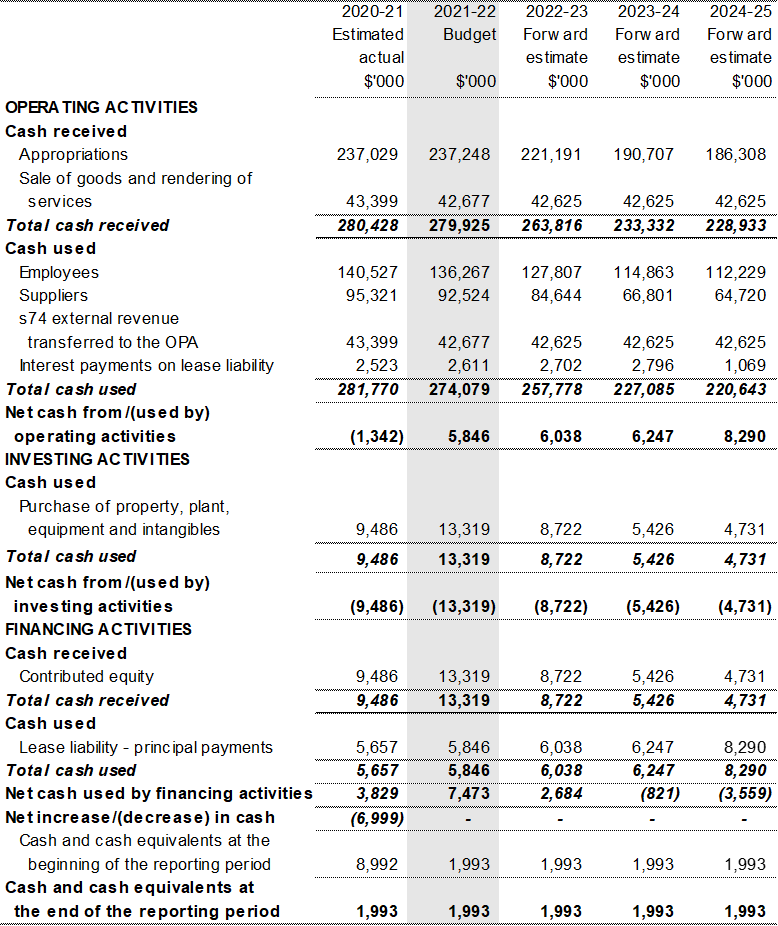 2020-21 2021-22 2022-23 2023-24 2024-25
Estimated Budget Forward Forward Forward
actual estimate estimate estimate
$'000 $'000 $'000 $'000 $'000
OPERATING ACTIVITIES
Cash received
Appropriations 237,029 237,248 221,191 190,707 186,308
Sale of goods and rendering of
services 43,399 42,677 42,625 42,625 42,625
Total cash received 280,428 279,925 263,816 233,332 228,933
Cash used
Employees 140,527 136,267 127,807 114,863 112,229
Suppliers 95,321 92,524 84,644 66,801 64,720
s74 external revenue
transferred to the OPA 43,399 42,677 42,625 42,625 42,625
Interest payments on lease liability 2,523 2,611 2,702 2,796 1,069
Total cash used 281,770 274,079 257,778 227,085 220,643
Net cash from/(used by)
operating activities (1,342) 5,846 6,038 6,247 8,290
INVESTING ACTIVITIES
Cash used
Purchase of property, plant,
equipment and intangibles 9,486 13,319 8,722 5,426 4,731
Total cash used 9,486 13,319 8,722 5,426 4,731
Net cash from/(used by)
investing activities (9,486) (13,319) (8,722) (5,426) (4,731)
FINANCING ACTIVITIES
Cash received
Contributed equity 9,486 13,319 8,722 5,426 4,731
Total cash received 9,486 13,319 8,722 5,426 4,731
Cash used
Lease liability - principal payments 5,657 5,846 6,038 6,247 8,290
Total cash used 5,657 5,846 6,038 6,247 8,290
Net cash used by financing activities 3,829 7,473 2,684 (821) (3,559)
Net increase/(decrease) in cash (6,999) - - - -
Cash and cash equivalents at the
beginning of the reporting period 8,992 1,993 1,993 1,993 1,993
Cash and cash equivalents at
the end of the reporting period 1,993 1,993 1,993 1,993 1,993